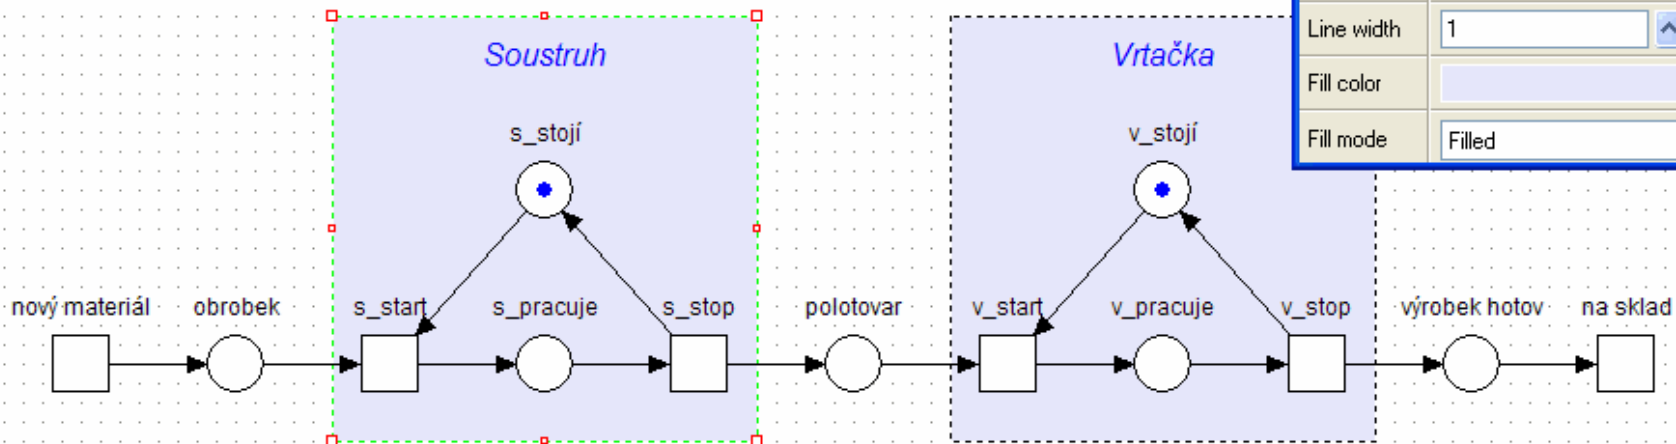 Line width 1
Soustruh
Vrtačka
Fill color
s_stojí
v_stojí
Fill mode Filled
nový materiál
obrobek
s_start
s_pracuje
s_stop
polotovar
v_start
v_pracuje
v_stop
výrobek hotov
na sklad